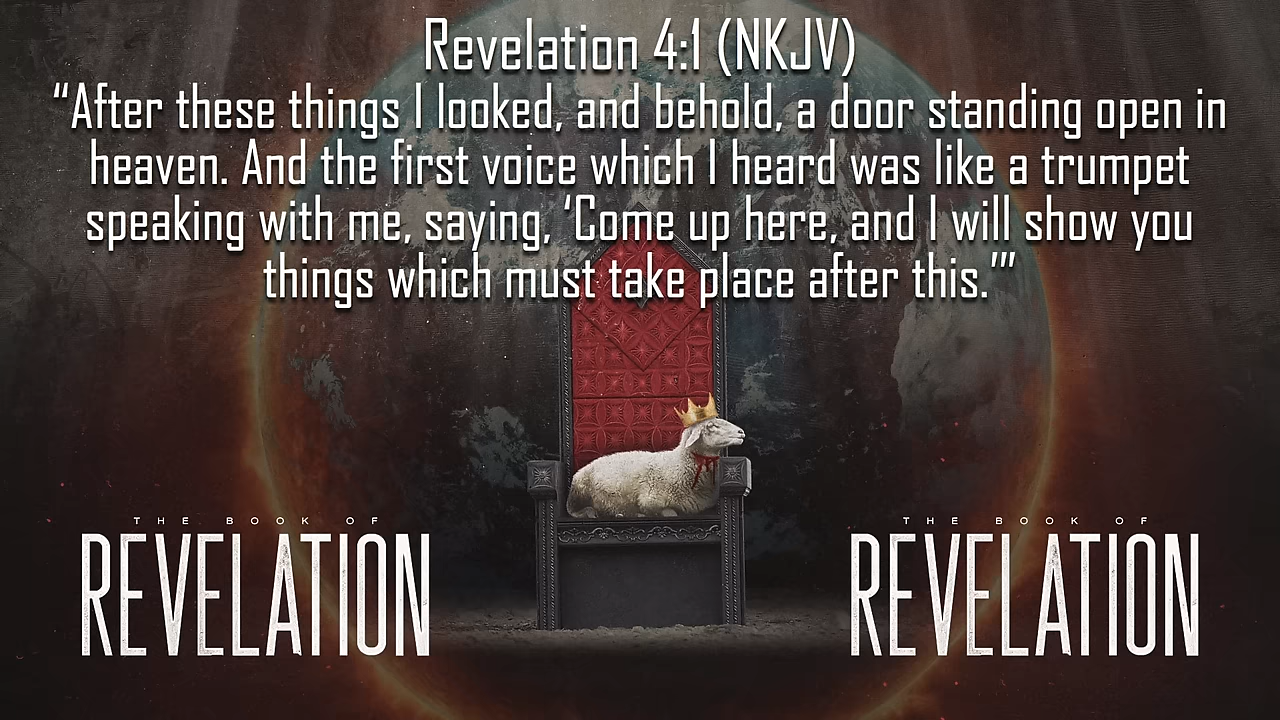 Revelation 4:1 (NKJV)
“After these things I looked, and behold, a door standing open in
heaven. And the first voice which I heard was like a trumpet
speaking with me, saying, ‘Come up here, and I will show you
things which must take place after this.’”
THE BOOK OF
REVELATION
THE BOOK OF
REVELATION